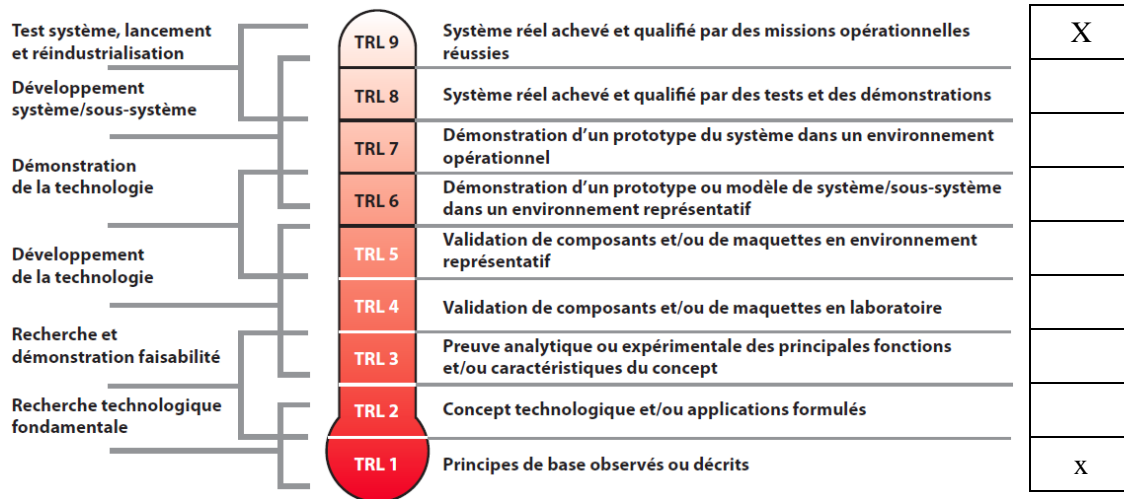 Test système, lancement
et réindustrialisation
TRL 9
Système réel achevé et qualifié par des missions opérationnelles
réussies
X
Développement
système/sous-système
TRL 8
Système réel achevé et qualifié par des tests et des démonstrations
TRL 7
Démonstration d’un prototype du système dans un environnement
opérationnel
Démonstration
de la technologie
TRL 6
Démonstration d’un prototype ou modèle de système/sous-système
dans un environnement représentatif
Développement
de la technologie
TRL 5
Validation de composants et/ou de maquettes en environnement
représentatif
TRL 4
Validation de composants et/ou de maquettes en laboratoire
Recherche et
démonstration faisabilité
TRL 3
Preuve analytique ou expérimentale des principales fonctions
et/ou caractéristiques du concept
Recherche technologique
fondamentale
TRL 2
Concept technologique et/ou applications formulés
TRL 1
Principes de base observés ou décrits
x